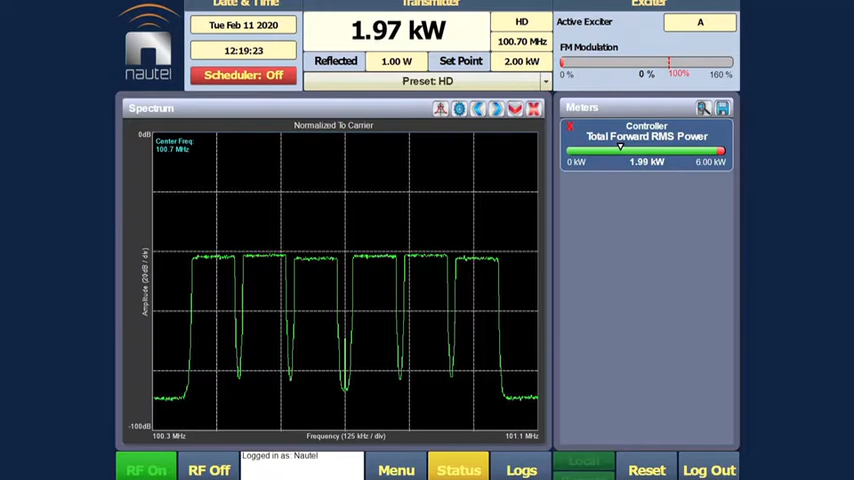 Date & Time
Transmitter
Exciter
Tue Feb 11 2020
12:19:23
Scheduler: Off
nautel
1.97 kW
HD
100.70 MHz
Reflected
1.00 W
Set Point
2.00 kW
Preset: HD
Active Exciter
A
FM Modulation
0 %
0 %
100%
160 %
Spectrum
Normalized To Carrier
0dB
Center Freq:
100.7 MHz
Amplitude (20dB / div)
-100dB
100.3 MHz
Frequency (125 kHz / div)
101.1 MHz
Meters
Controller
Total Forward RMS Power
0 kW
1.99 kW
6.00 kW
RF On
RF Off
Logged in as: Nautel
Menu
Status
Logs
Local
Reset
Log Out